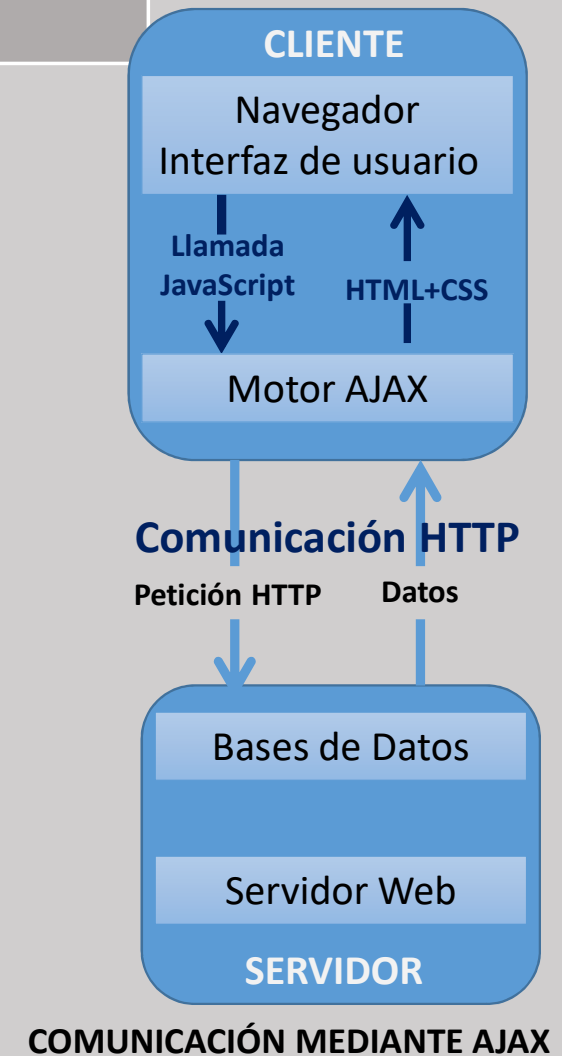 CLIENTE
Navegador
Interfaz de usuario
Llamada
JavaScript
HTML+CSS
Motor AJAX
Comunicación HTTP
Petición HTTP
Datos
Bases de Datos
Servidor Web
SERVIDOR
COMUNICACIÓN MEDIANTE AJAX